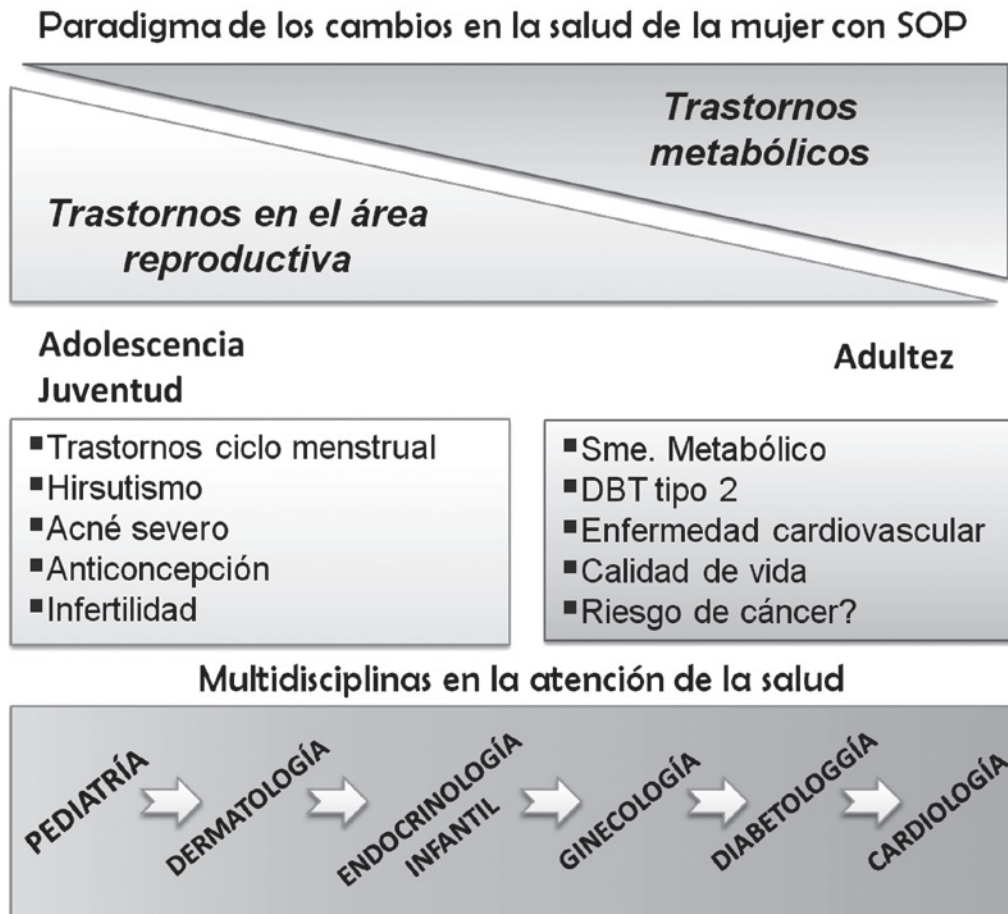 Paradigma de los cambios en la salud de la mujer con SOP
Trastornos
metabólicos
Trastornos en el área
reproductiva
Adolescencia
Juventud
Adultez
▪Trastornos ciclo menstrual
▪Hirsutismo
▪Acné severo
▪Anticoncepción
▪Infertilidad
▪Sme. Metabólico
▪DBT tipo 2
▪Enfermedad cardiovascular
▪Calidad de vida
▪Riesgo de cáncer?
Multidisciplinas en la atención de la salud
PEDIATRÍA
DERMATOLOGÍA
ENDOCRINOLOGÍA
INFANTIL
GINECOLOGÍA
DIABETOLOGGÍA
CARDIOLOGÍA